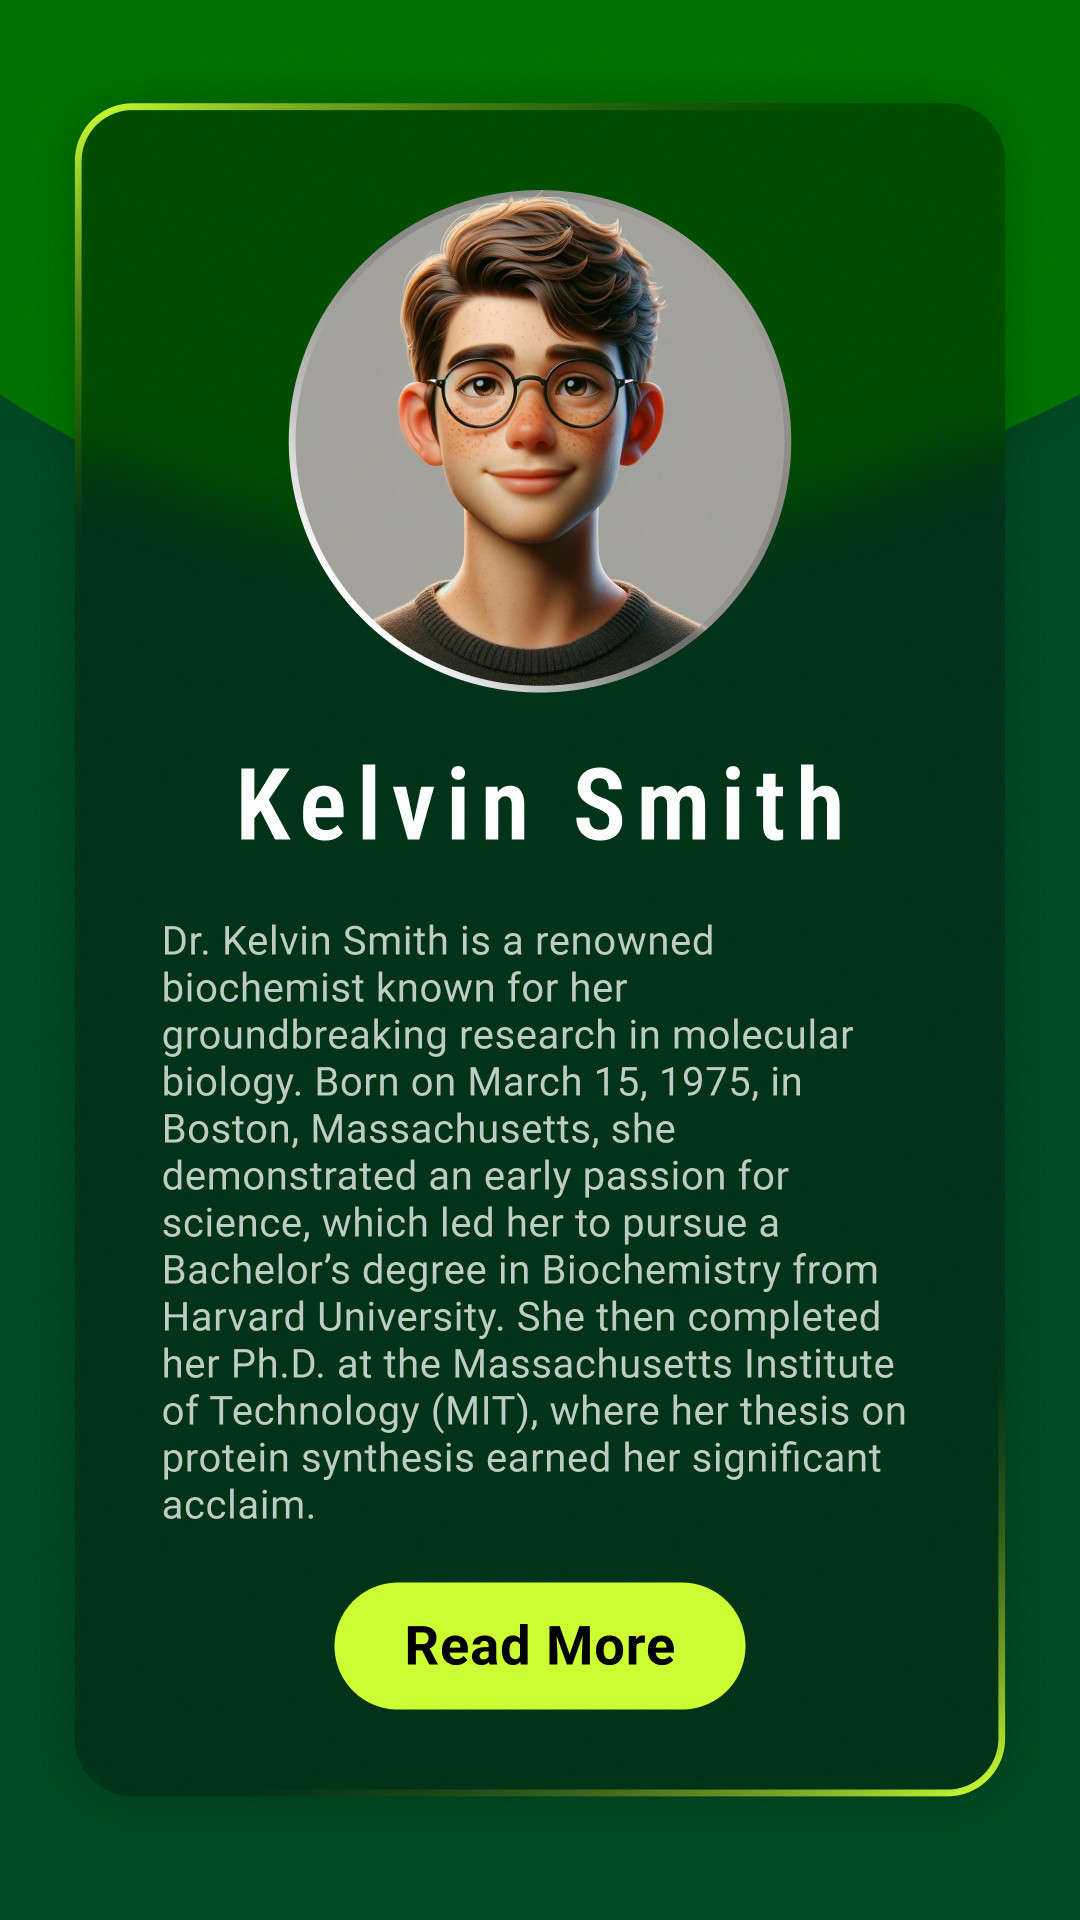 Kelvin Smith
Dr. Kelvin Smith is a renowned
biochemist known for her
groundbreaking research in molecular
biology. Born on March 15, 1975, in
Boston, Massachusetts, she
demonstrated an early passion for
science, which led her to pursue a
Bachelor’s degree in Biochemistry from
Harvard University. She then completed
her Ph.D. at the Massachusetts Institute
of Technology (MIT), where her thesis on
protein synthesis earned her significant
acclaim.
Read More